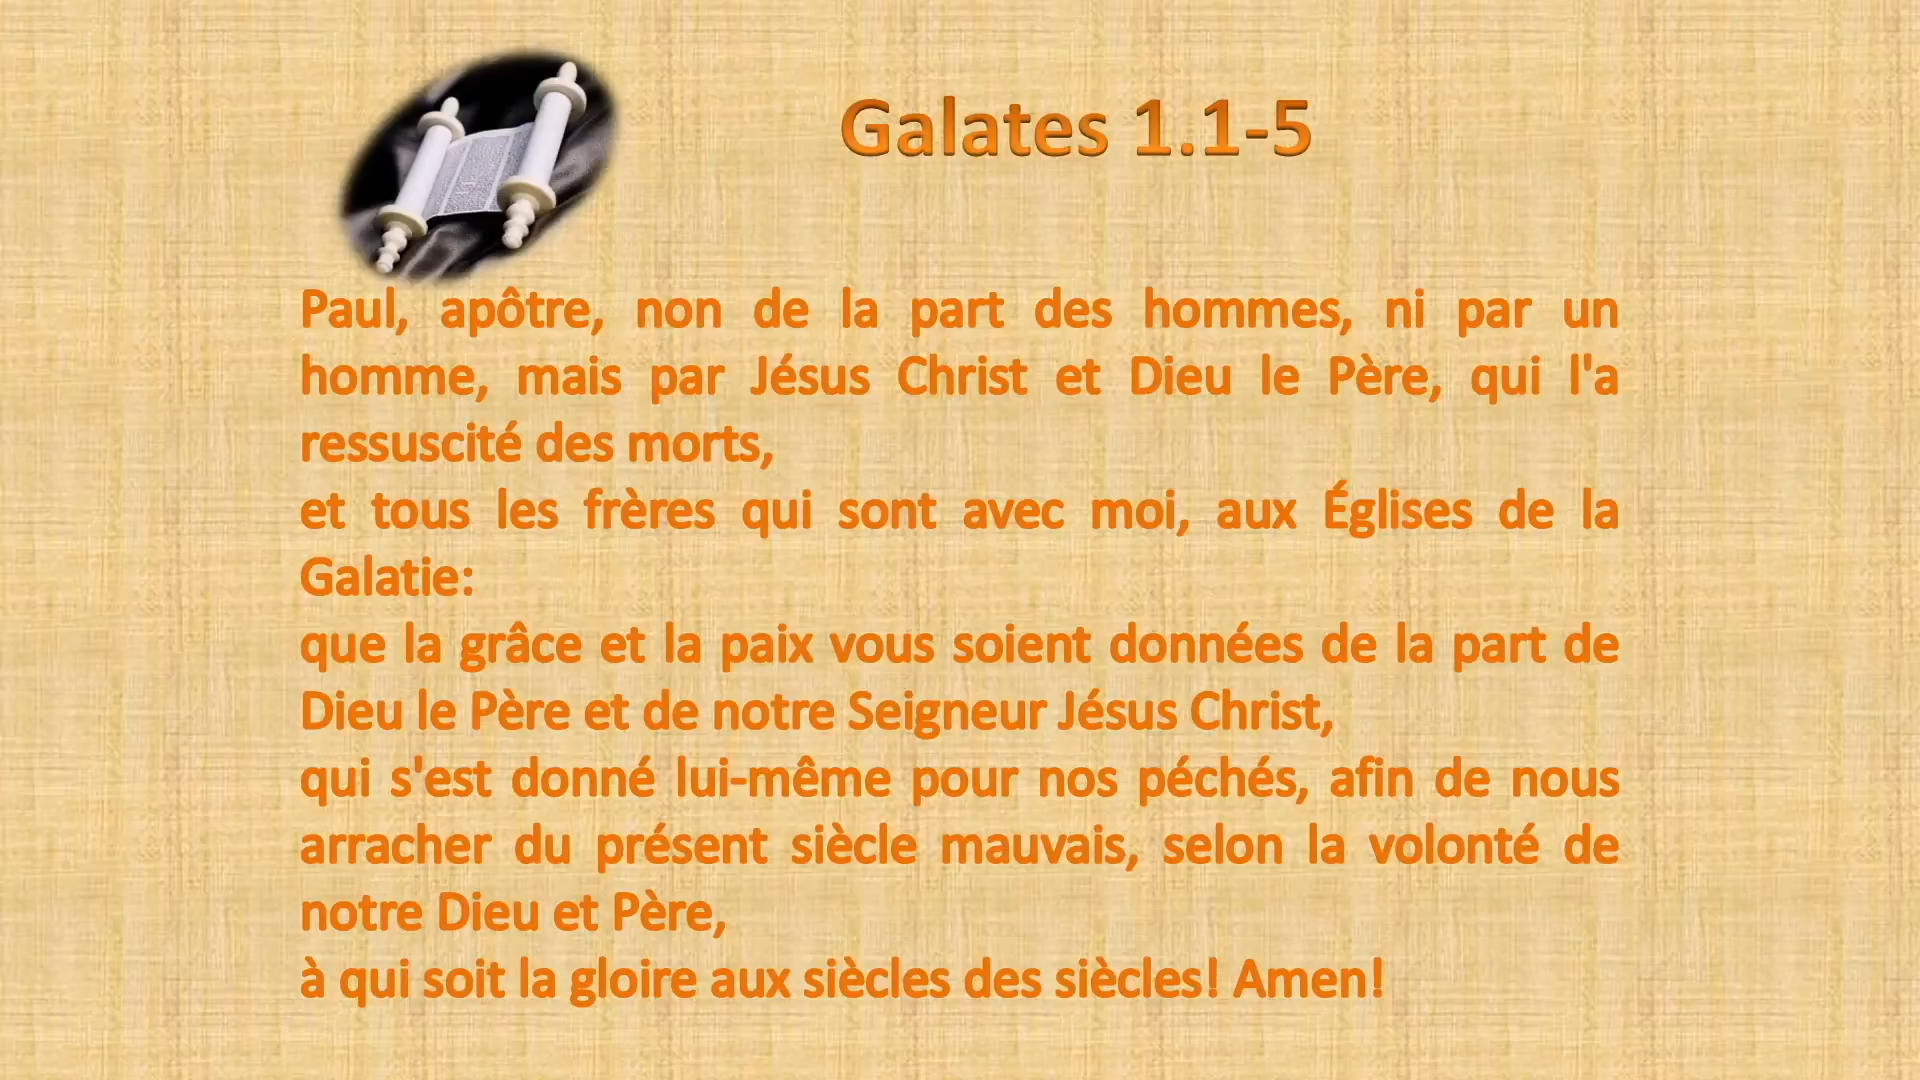 Galates 1.1-5
Paul, apôtre, non de la part des hommes, ni par un
homme, mais par Jésus Christ et Dieu le Père, qui l'a
ressuscité des morts,
et tous les frères qui sont avec moi, aux Églises de la
Galatie:
que la grâce et la paix vous soient données de la part de
Dieu le Père et de notre Seigneur Jésus Christ,
qui s'est donné lui-même pour nos péchés, afin de nous
arracher du présent siècle mauvais, selon la volonté de
notre Dieu et Père,
à qui soit la gloire aux siècles des siècles! Amen!